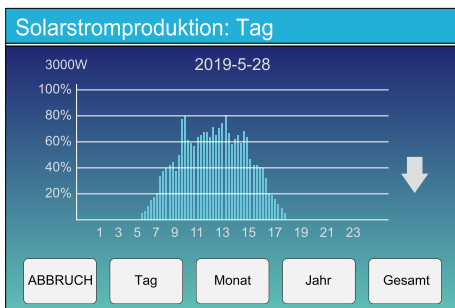 Solarstromproduktion: Tag
3000W 2019-5-28
100%
80%
60%
40%
20%
1 3 5 7 9 11 13 15 17 19 21 23
ABBRUCH Tag Monat Jahr Gesamt